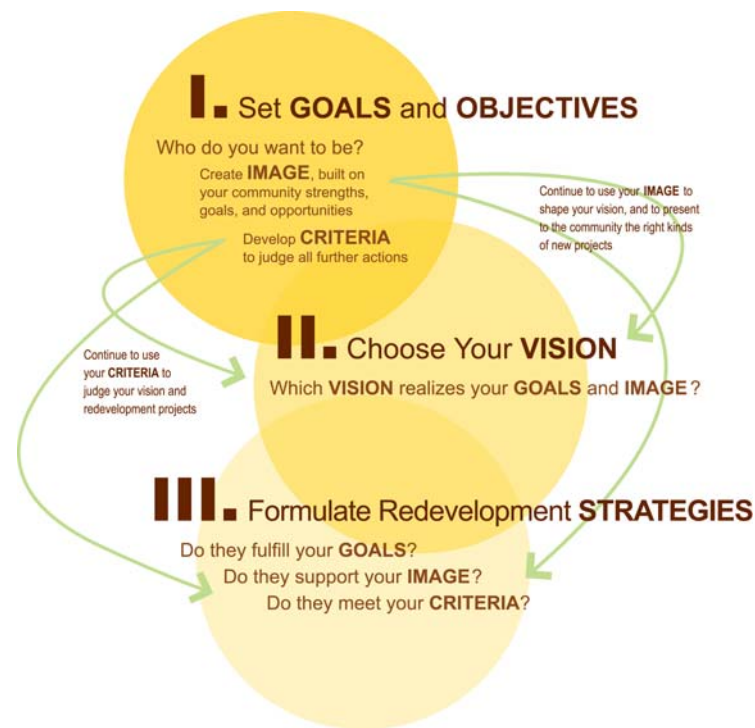 I. Set GOALS and OBJECTIVES
Who do you want to be?
Create IMAGE, built on
your community strengths,
goals, and opportunities
Develop CRITERIA
to judge all further actions
Continue to use your IMAGE to
shape your vision, and to present
to the community the right kinds
of new projects
II. Choose Your VISION
Which VISION realizes your GOALS and IMAGE?
Continue to use
your CRITERIA to
judge your vision and
redevelopment projects
III. Formulate Redevelopment STRATEGIES
Do they fulfill your GOALS?
Do they support your IMAGE?
Do they meet your CRITERIA?